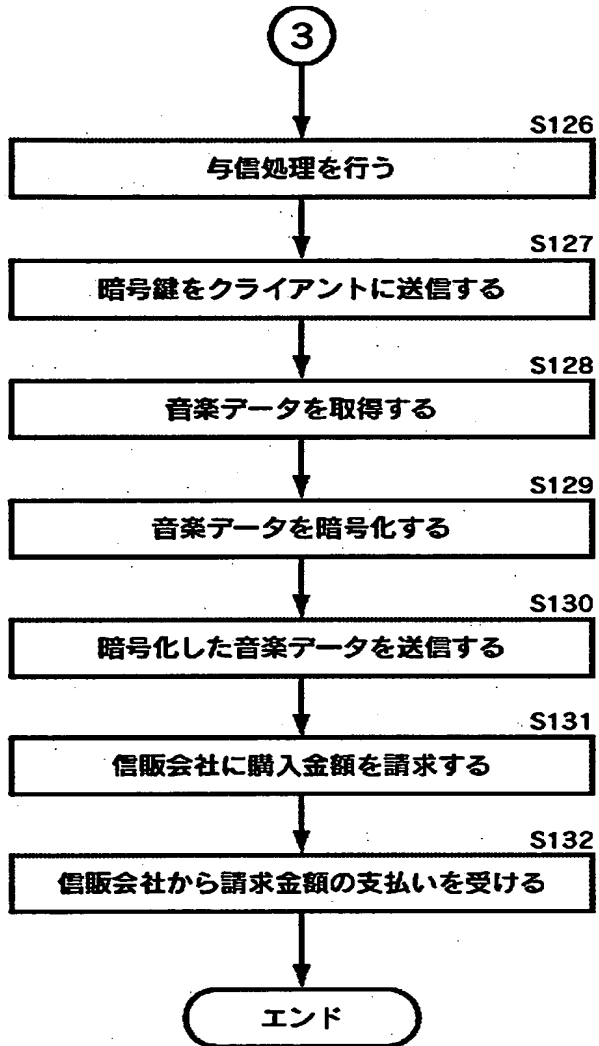 3
S126
与信処理を行う
S127
暗号鍵をクライアントに送信する
S128
音楽データを取得する
S129
音楽データを暗号化する
S130
暗号化した音楽データを送信する
S131
信販会社に購入金額を請求する
S132
信販会社から請求金額の支払いを受ける
エンド